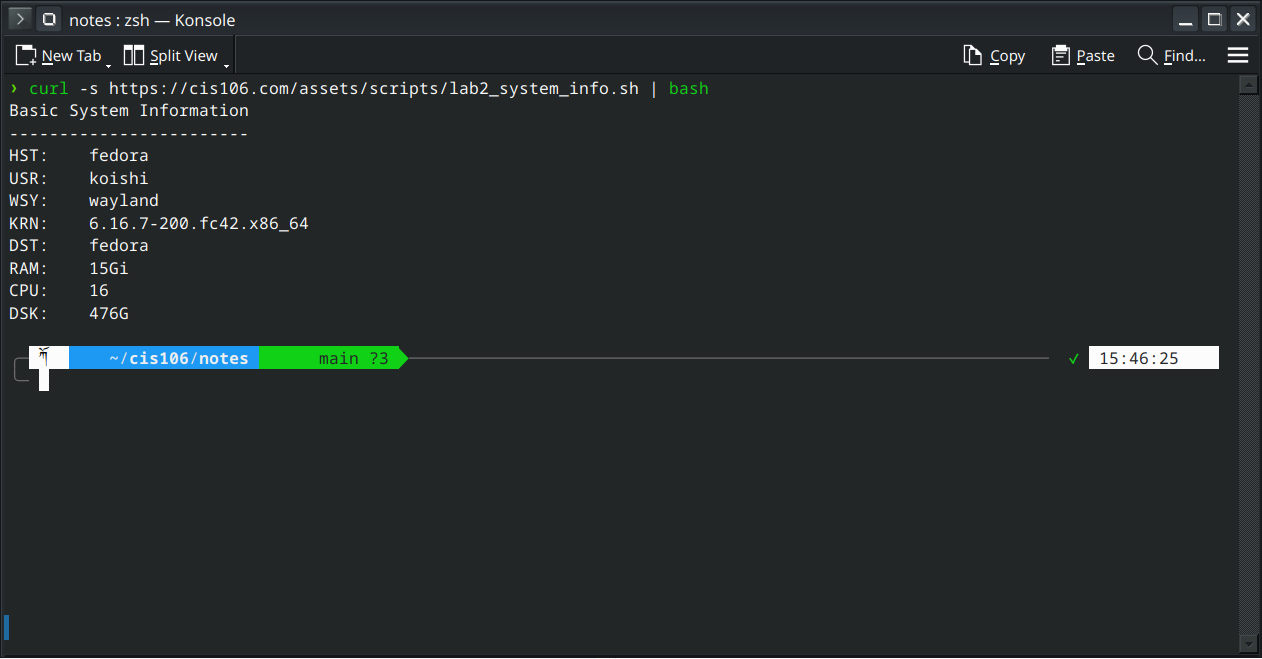 notes : zsh — Konsole
New Tab Split View Copy Paste Find...
› curl -s https://cis106.com/assets/scripts/lab2_system_info.sh | bash
Basic System Information
------------------------
HST: fedora
USR: koishi
WSY: wayland
KRN: 6.16.7-200.fc42.x86_64
DST: fedora
RAM: 15Gi
CPU: 16
DSK: 476G
~/cis106/notes main ?3 ✓ 15:46:25